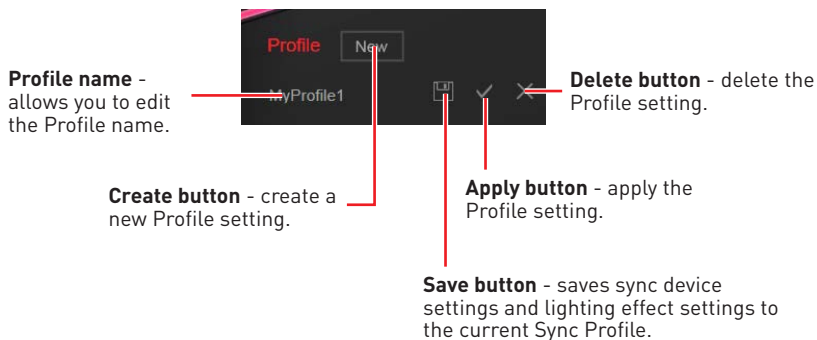 Profile
New
MyProfile1
Profile name -
allows you to edit
the Profile name.
Delete button - delete the
Profile setting.
Create button - create a
new Profile setting.
Apply button - apply the
Profile setting.
Save button - saves sync device
settings and lighting effect settings to
the current Sync Profile.